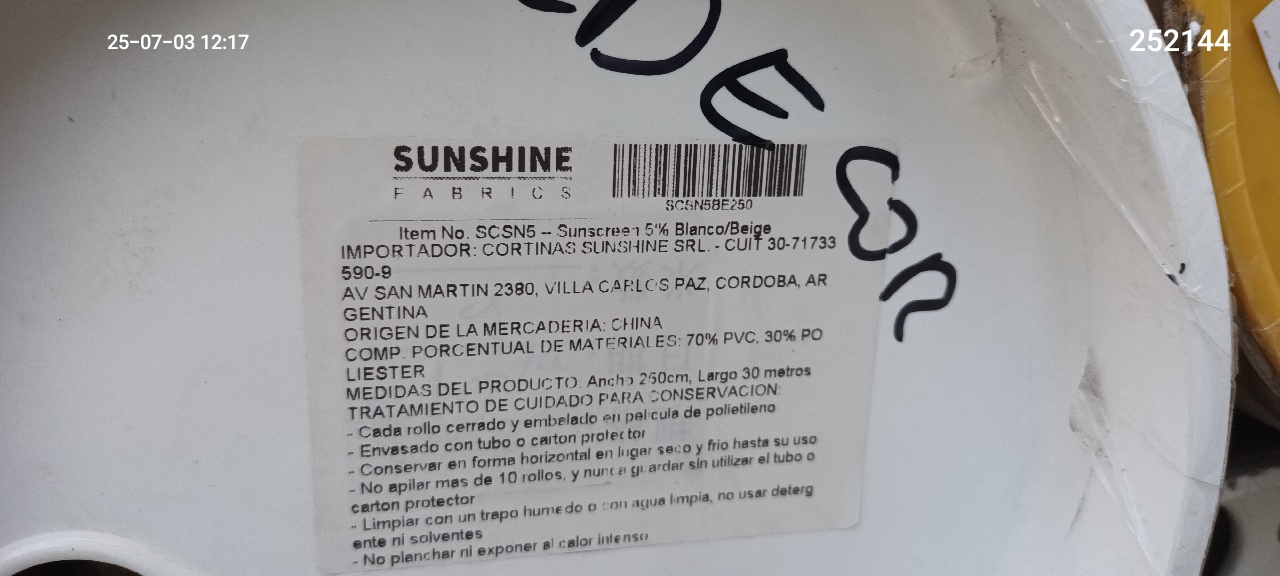 25-07-03 12:17
252144
DE
SUNSHINE
FABRICS
SCSN5BE250
Item No. SCSN5 -- Sunscreen 5% Blanco/Beige
IMPORTADOR: CORTINAS SUNSHINE SRL. - CUIT 30-71733
590-9
AV SAN MARTIN 2380, VILLA CARLOS PAZ, CORDOBA, AR
GENTINA
ORIGEN DE LA MERCADERIA: CHINA
COMP. PORCENTUAL DE MATERIALES: 70% PVC, 30% PO
LIESTER
MEDIDAS DEL PRODUCTO: Ancho 250cm, Largo 30 metros
TRATAMIENTO DE CUIDADO PARA CONSERVACION:
- Cada rollo cerrado y embalado en pelicula de polietileno
- Envasado con tubo o carton protector
- Conservar en forma horizontal en lugar seco y frio hasta su uso
- No apilar mas de 10 rollos, y nunca guardar sin utilizar el tubo o
carton protector
- Limpiar con un trapo humedo o con agua limpia, no usar deterg
ente ni solventes
- No planchar ni exponer al calor intenso